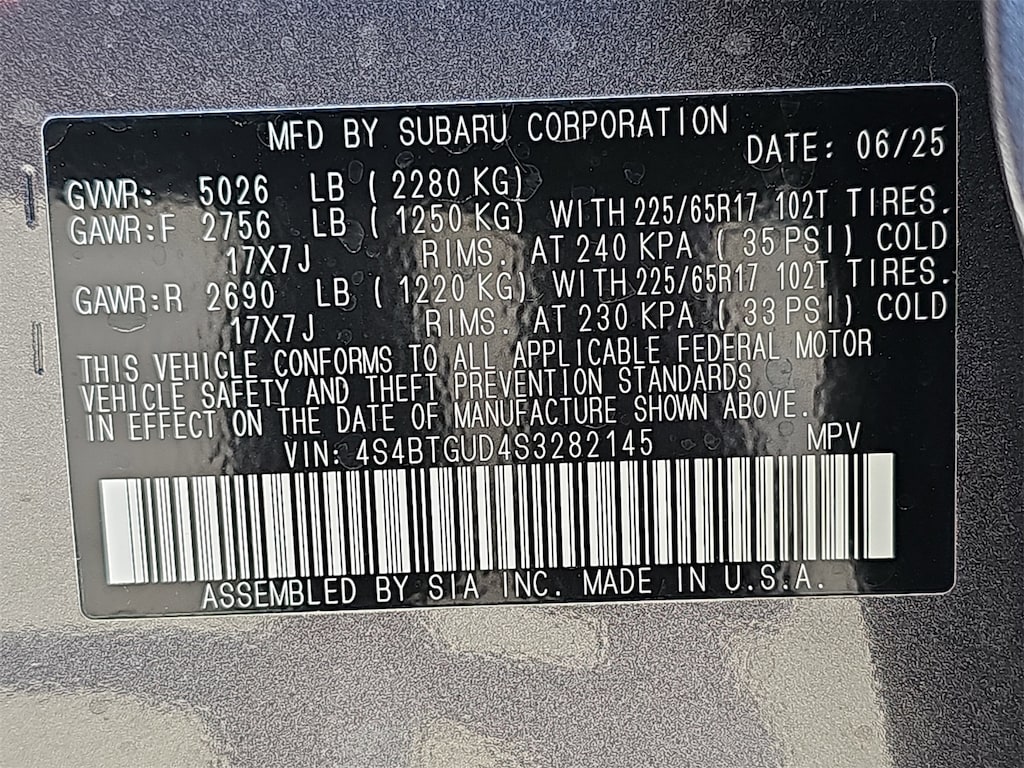 MFD BY SUBARU CORPORATION
DATE: 06/25
GVWR: 5026 LB ( 2280 KG)
GAWR:F 2756 LB ( 1250 KG) WITH 225/65R17 102T TIRES.
17X7J RIMS. AT 240 KPA ( 35 PSI) COLD
GAWR:R 2690 LB ( 1220 KG) WITH 225/65R17 102T TIRES.
17X7J RIMS. AT 230 KPA ( 33 PSI) COLD
THIS VEHICLE CONFORMS TO ALL APPLICABLE FEDERAL MOTOR
VEHICLE SAFETY AND THEFT PREVENTION STANDARDS
IN EFFECT ON THE DATE OF MANUFACTURE SHOWN ABOVE.
VIN: 4S4BTGUD4S3282145 MPV
ASSEMBLED BY SIA INC. MADE IN U.S.A.